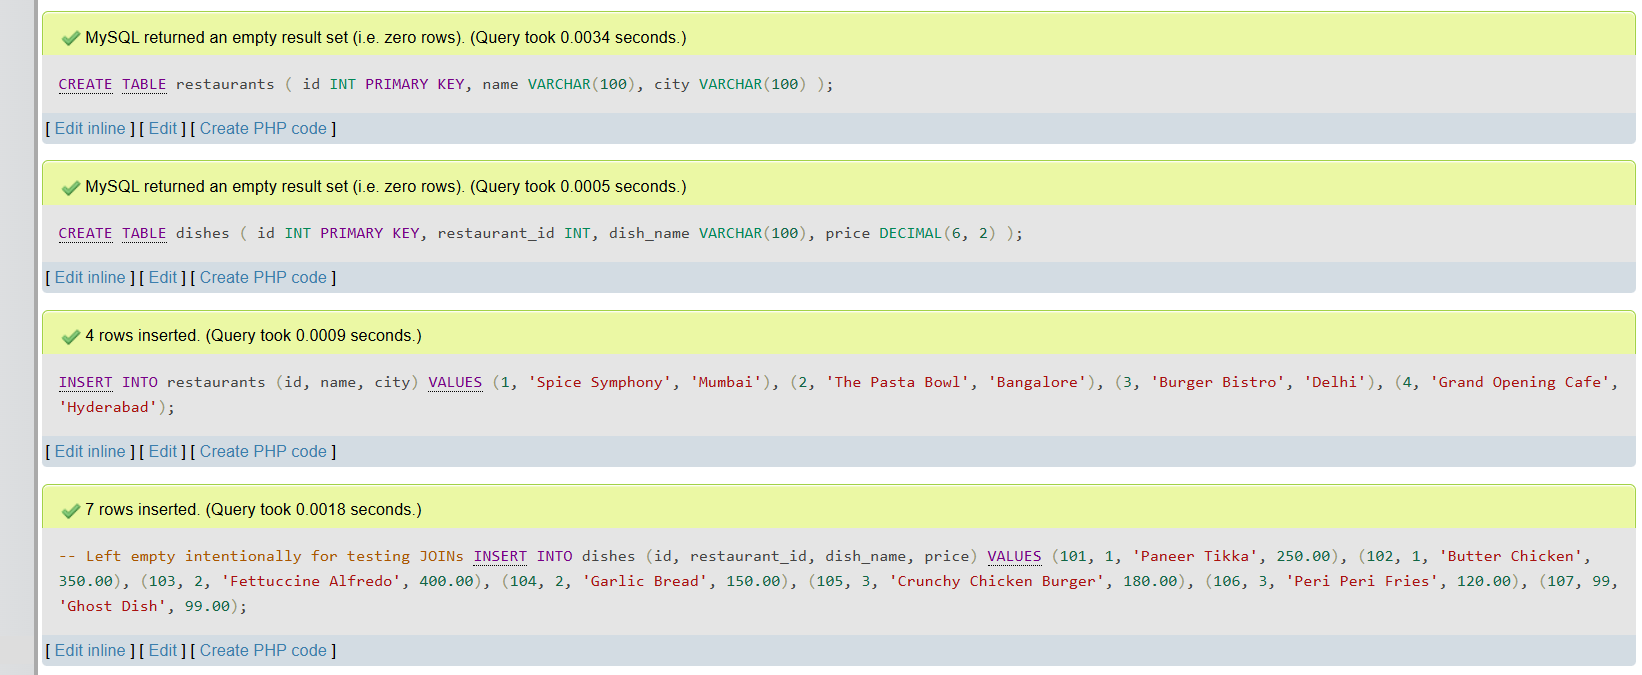 MySQL returned an empty result set (i.e. zero rows). (Query took 0.0034 seconds.)
CREATE TABLE restaurants ( id INT PRIMARY KEY, name VARCHAR(100), city VARCHAR(100) );
[ Edit inline ] [ Edit ] [ Create PHP code ]
MySQL returned an empty result set (i.e. zero rows). (Query took 0.0005 seconds.)
CREATE TABLE dishes ( id INT PRIMARY KEY, restaurant_id INT, dish_name VARCHAR(100), price DECIMAL(6, 2) );
[ Edit inline ] [ Edit ] [ Create PHP code ]
4 rows inserted. (Query took 0.0009 seconds.)
INSERT INTO restaurants (id, name, city) VALUES (1, 'Spice Symphony', 'Mumbai'), (2, 'The Pasta Bowl', 'Bangalore'), (3, 'Burger Bistro', 'Delhi'), (4, 'Grand Opening Cafe',
'Hyderabad');
[ Edit inline ] [ Edit ] [ Create PHP code ]
7 rows inserted. (Query took 0.0018 seconds.)
-- Left empty intentionally for testing JOINs INSERT INTO dishes (id, restaurant_id, dish_name, price) VALUES (101, 1, 'Paneer Tikka', 250.00), (102, 1, 'Butter Chicken',
350.00), (103, 2, 'Fettuccine Alfredo', 400.00), (104, 2, 'Garlic Bread', 150.00), (105, 3, 'Crunchy Chicken Burger', 180.00), (106, 3, 'Peri Peri Fries', 120.00), (107, 99,
'Ghost Dish', 99.00);
[ Edit inline ] [ Edit ] [ Create PHP code ]